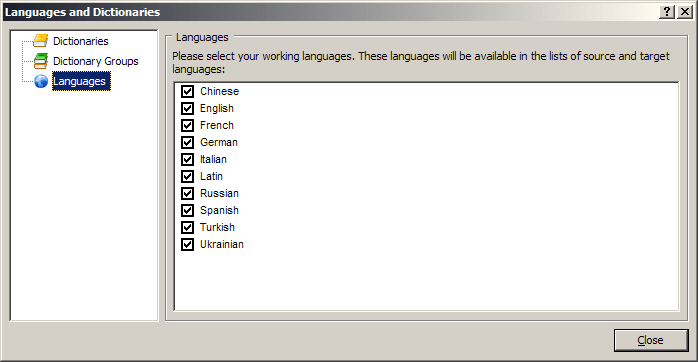 Languages and Dictionaries
Dictionaries
Dictionary Groups
Languages
Languages
Please select your working languages. These languages will be available in the lists of source and target
languages:
Chinese
English
French
German
Italian
Latin
Russian
Spanish
Turkish
Ukrainian
Close